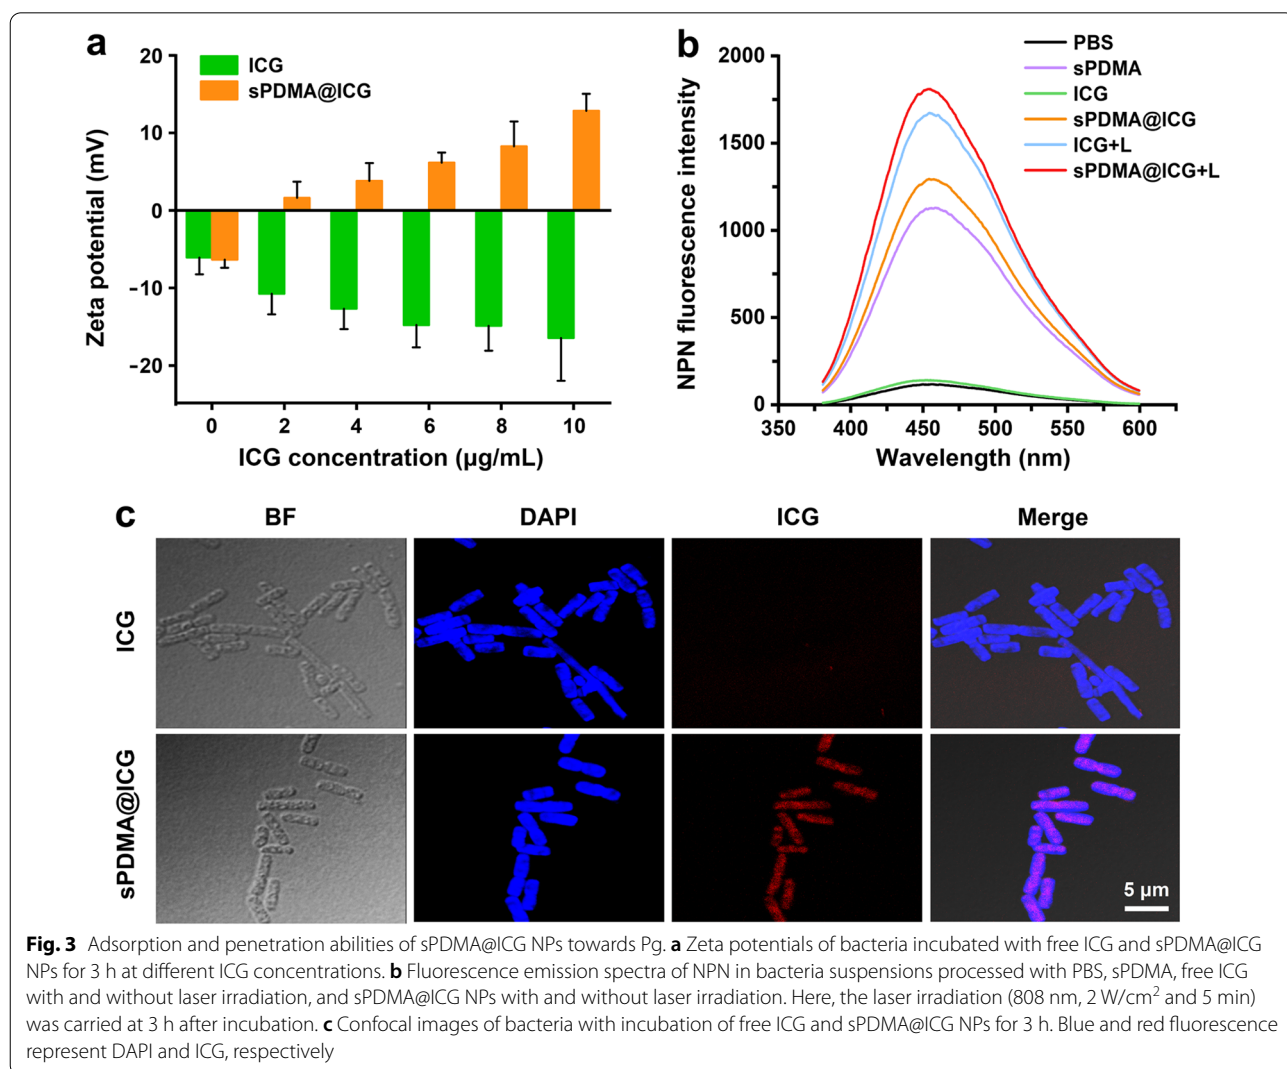 a
ICG
sPDMA@ICG
Zeta potential (mV)
20
10
0
−10
−20
0 2 4 6 8 10
ICG concentration (μg/mL)
b
PBS
sPDMA
ICG
sPDMA@ICG
ICG+L
sPDMA@ICG+L
NPN fluorescence intensity
2000
1500
1000
500
0
350 400 450 500 550 600
Wavelength (nm)
c
BF DAPI ICG Merge
ICG
sPDMA@ICG
5 μm
Fig. 3 Adsorption and penetration abilities of sPDMA@ICG NPs towards Pg. a Zeta potentials of bacteria incubated with free ICG and sPDMA@ICG
NPs for 3 h at different ICG concentrations. b Fluorescence emission spectra of NPN in bacteria suspensions processed with PBS, sPDMA, free ICG
with and without laser irradiation, and sPDMA@ICG NPs with and without laser irradiation. Here, the laser irradiation (808 nm, 2 W/cm² and 5 min)
was carried at 3 h after incubation. c Confocal images of bacteria with incubation of free ICG and sPDMA@ICG NPs for 3 h. Blue and red fluorescence
represent DAPI and ICG, respectively